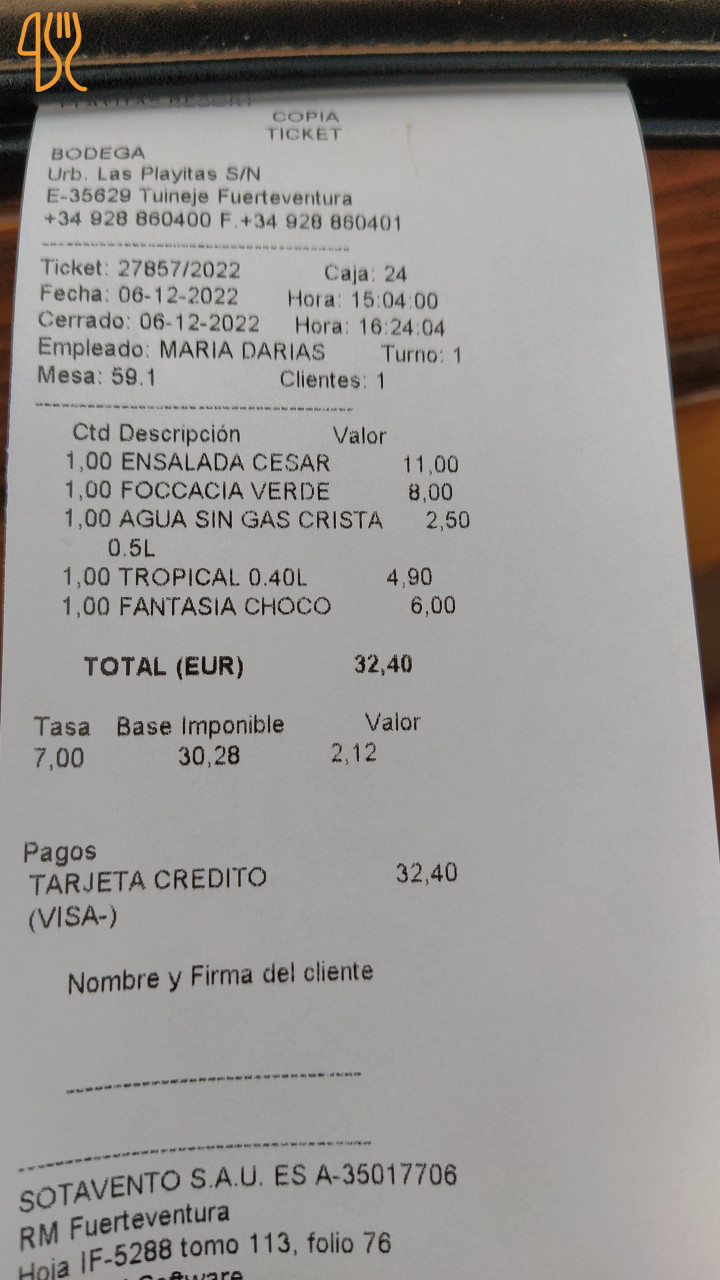 PLAYITAS RESORT
COPIA
TICKET
BODEGA
Urb. Las Playitas S/N
E-35629 Tuineje Fuerteventura
+34 928 860400 F.+34 928 860401
Ticket: 27857/2022 Caja: 24
Fecha: 06-12-2022 Hora: 15:04:00
Cerrado: 06-12-2022 Hora: 16:24:04
Empleado: MARIA DARIAS Turno: 1
Mesa: 59.1 Clientes: 1
Ctd Descripción Valor
1,00 ENSALADA CESAR 11,00
1,00 FOCCACIA VERDE 8,00
1,00 AGUA SIN GAS CRISTA 2,50
0.5L
1,00 TROPICAL 0.40L 4,90
1,00 FANTASIA CHOCO 6,00
TOTAL (EUR) 32,40
Tasa Base Imponible Valor
7,00 30,28 2,12
Pagos
TARJETA CREDITO 32,40
(VISA-)
Nombre y Firma del cliente
SOTAVENTO S.A.U. ES A-35017706
RM Fuerteventura
Hoja IF-5288 tomo 113, folio 76
Software